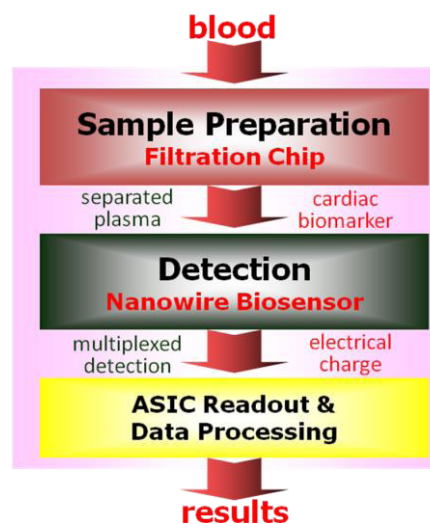 blood
Sample Preparation
Filtration Chip
separated
plasma
cardiac
biomarker
Detection
Nanowire Biosensor
multiplexed
detection
electrical
charge
ASIC Readout &
Data Processing
results